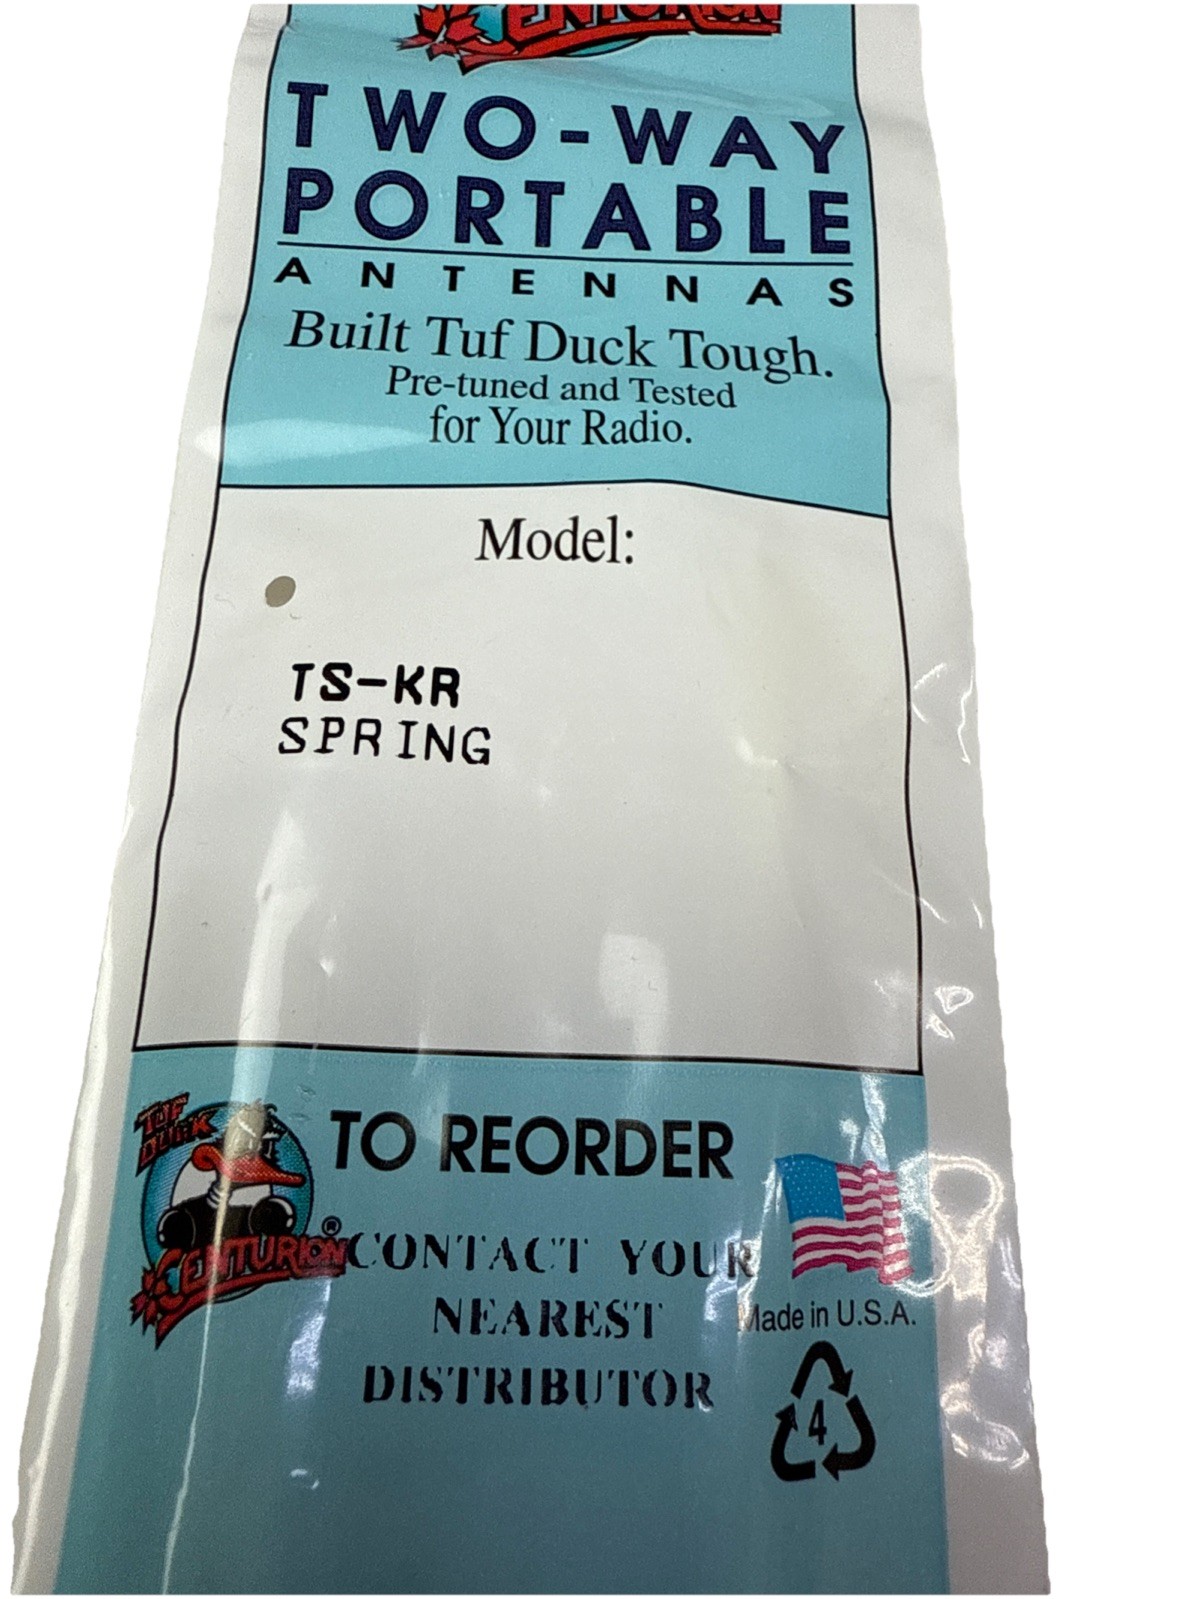 CENTURION
TWO-WAY
PORTABLE
ANTENNAS
Built Tuf Duck Tough.
Pre-tuned and Tested
for Your Radio.
Model:
TS-KR
SPRING
TUF
DUCK
CENTURION®
TO REORDER
CONTACT YOUR
NEAREST
DISTRIBUTOR
Made in U.S.A.
4